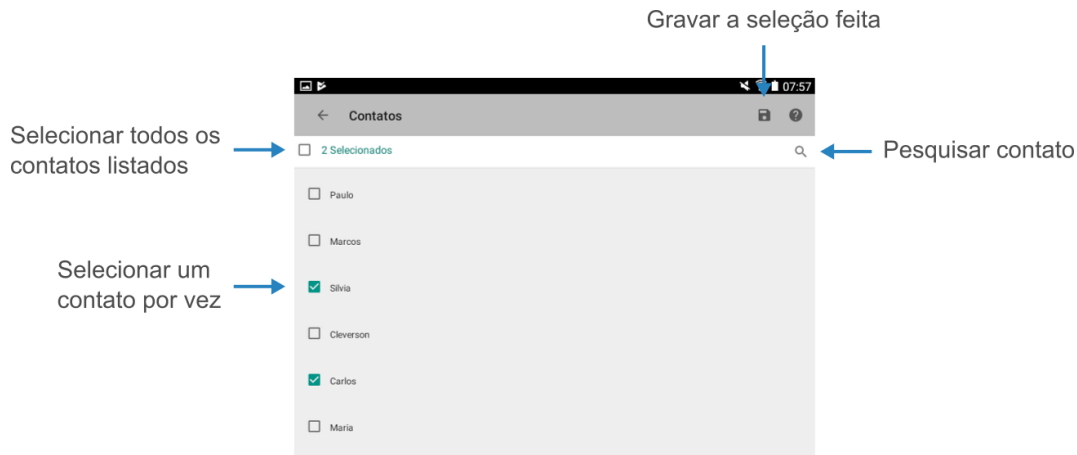 Gravar a seleção feita
07:57
Contatos
Selecionar todos os
contatos listados
2 Selecionados
Pesquisar contato
Paulo
Marcos
Selecionar um
contato por vez
Silvia
Cleverson
Carlos
Maria